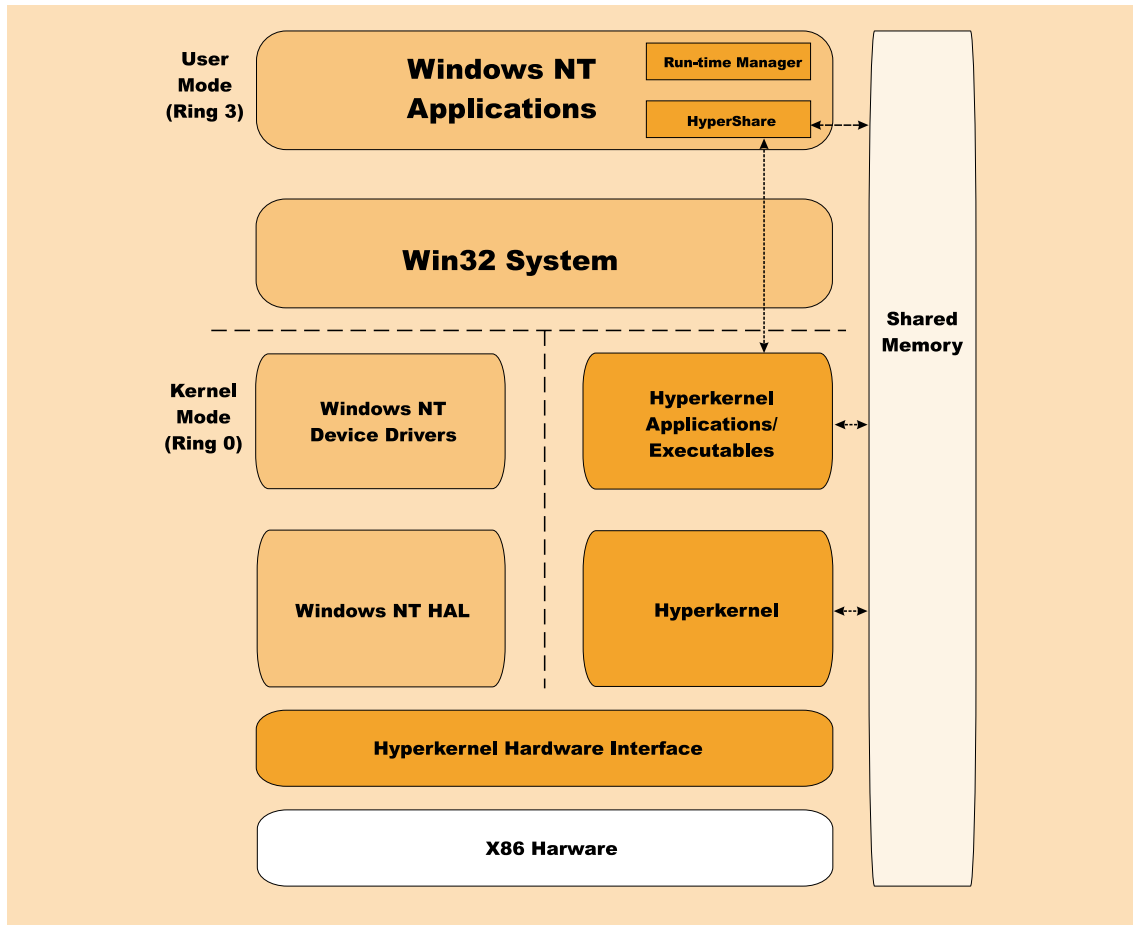 User
Mode
(Ring 3)
Windows NT
Applications
Run-time Manager
HyperShare
Win32 System
Shared
Memory
Kernel
Mode
(Ring 0)
Windows NT
Device Drivers
Hyperkernel
Applications/
Executables
Windows NT HAL
Hyperkernel
Hyperkernel Hardware Interface
X86 Harware